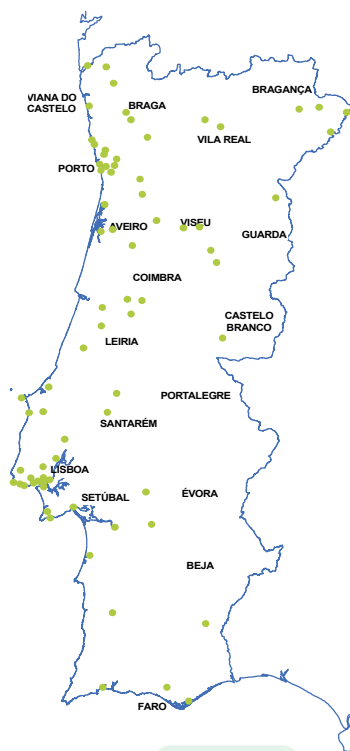 BRAGANÇA
VIANA DO
CASTELO
BRAGA
VILA REAL
PORTO
AVEIRO
VISEU
GUARDA
COIMBRA
CASTELO
BRANCO
LEIRIA
PORTALEGRE
SANTARÉM
LISBOA
SETÚBAL
ÉVORA
BEJA
FARO